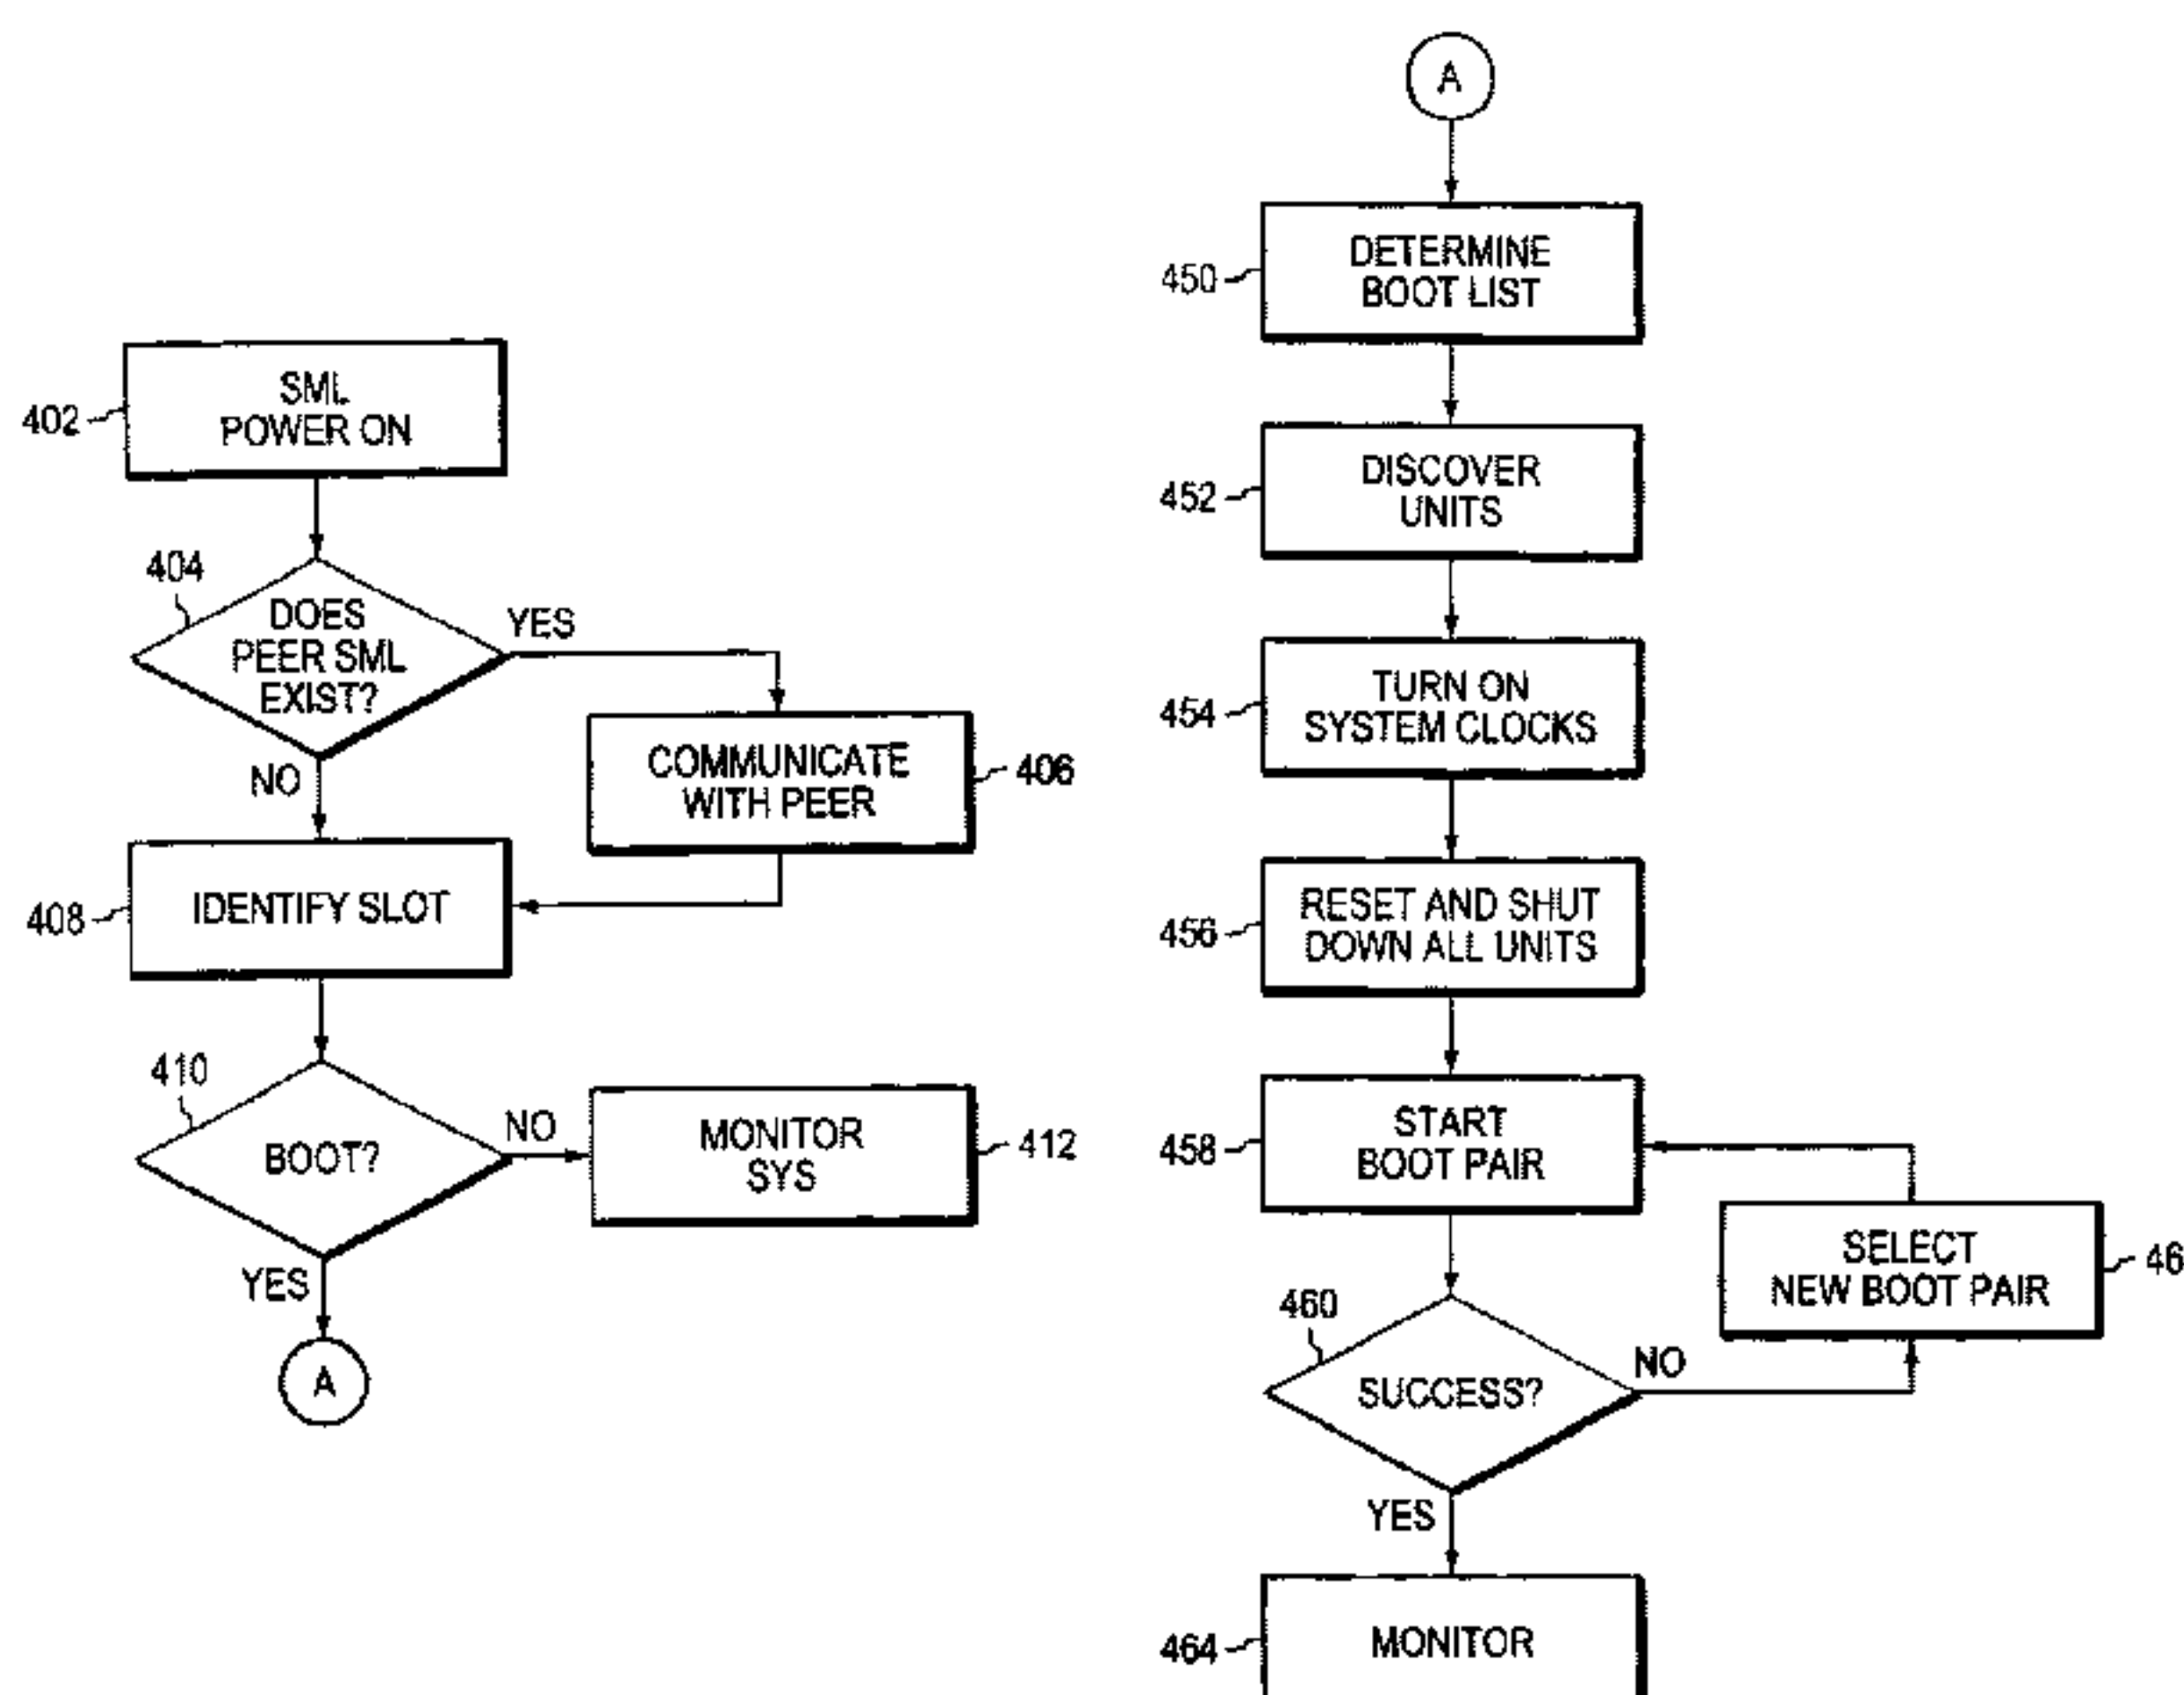 402
SML
POWER ON
404
DOES
PEER SML
EXIST?
YES
NO
COMMUNICATE
WITH PEER
406
408
IDENTIFY SLOT
410
BOOT?
NO
MONITOR
SYS
412
YES
A
A
450
DETERMINE
BOOT LIST
452
DISCOVER
UNITS
454
TURN ON
SYSTEM CLOCKS
456
RESET AND SHUT
DOWN ALL UNITS
458
START
BOOT PAIR
460
SUCCESS?
NO
SELECT
NEW BOOT PAIR
46
YES
464
MONITOR